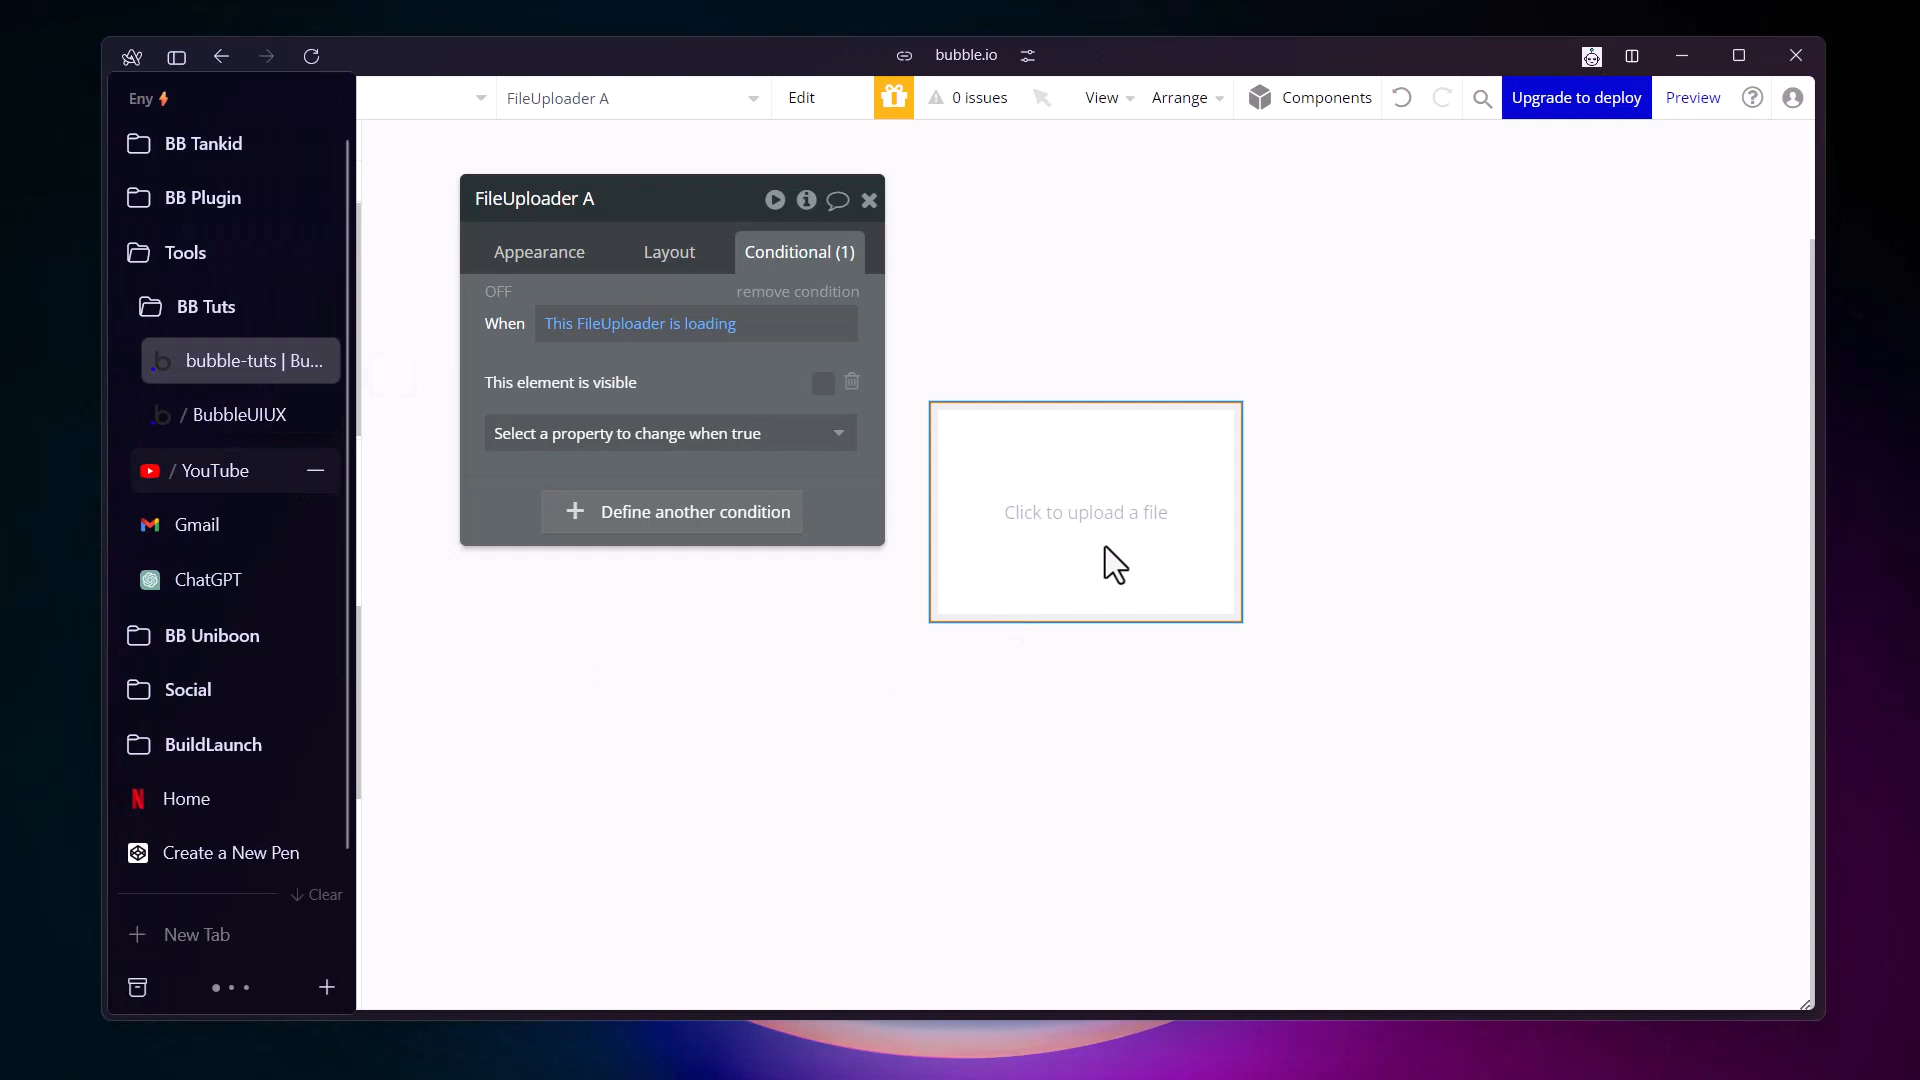 bubble.io
Eny
FileUploader A
Edit
0 issues
View
Arrange
Components
Upgrade to deploy
Preview
BB Tankid
BB Plugin
Tools
BB Tuts
bubble-tuts | Bu...
/ BubbleUIUX
/ YouTube
Gmail
ChatGPT
BB Uniboon
Social
BuildLaunch
Home
Create a New Pen
Clear
New Tab
FileUploader A
Appearance
Layout
Conditional (1)
OFF
remove condition
When
This FileUploader is loading
This element is visible
Select a property to change when true
Define another condition
Click to upload a file